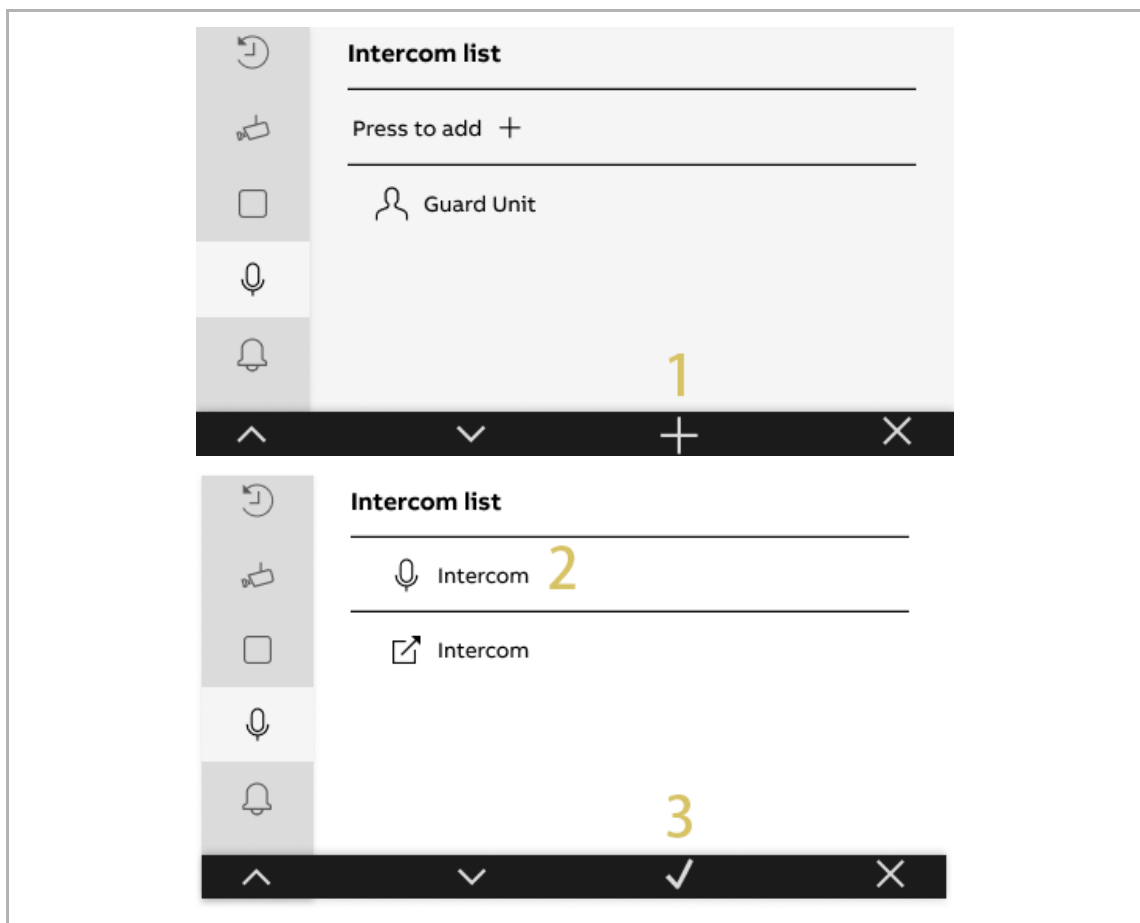 Intercom list
Press to add +
Guard Unit
1
Intercom list
Intercom 2
Intercom
3